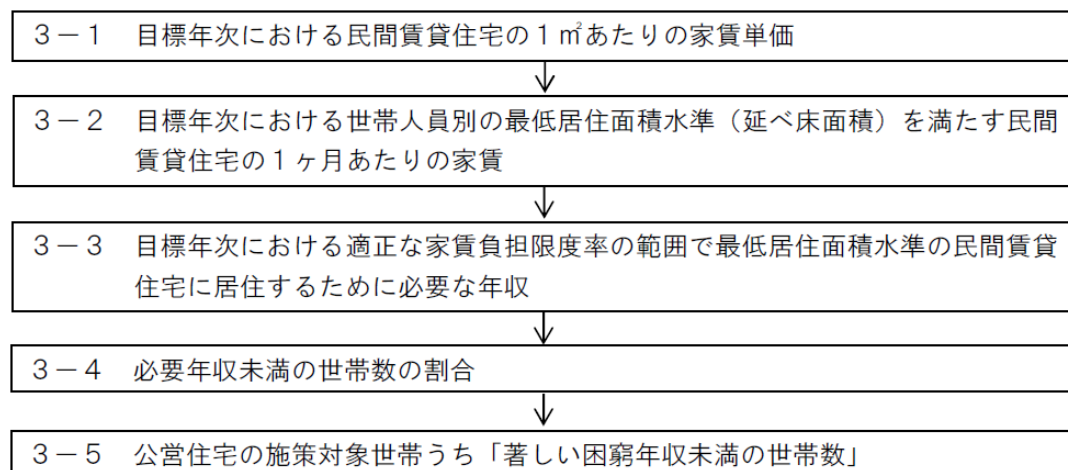 3－1 目標年次における民間賃貸住宅の1㎡あたりの家賃単価
3－2 目標年次における世帯人員別の最低居住面積水準（延べ床面積）を満たす民間
賃貸住宅の1ヶ月あたりの家賃
3－3 目標年次における適正な家賃負担限度率の範囲で最低居住面積水準の民間賃貸
住宅に居住するために必要な年収
3－4 必要年収未満の世帯数の割合
3－5 公営住宅の施策対象世帯うち「著しい困窮年収未満の世帯数」